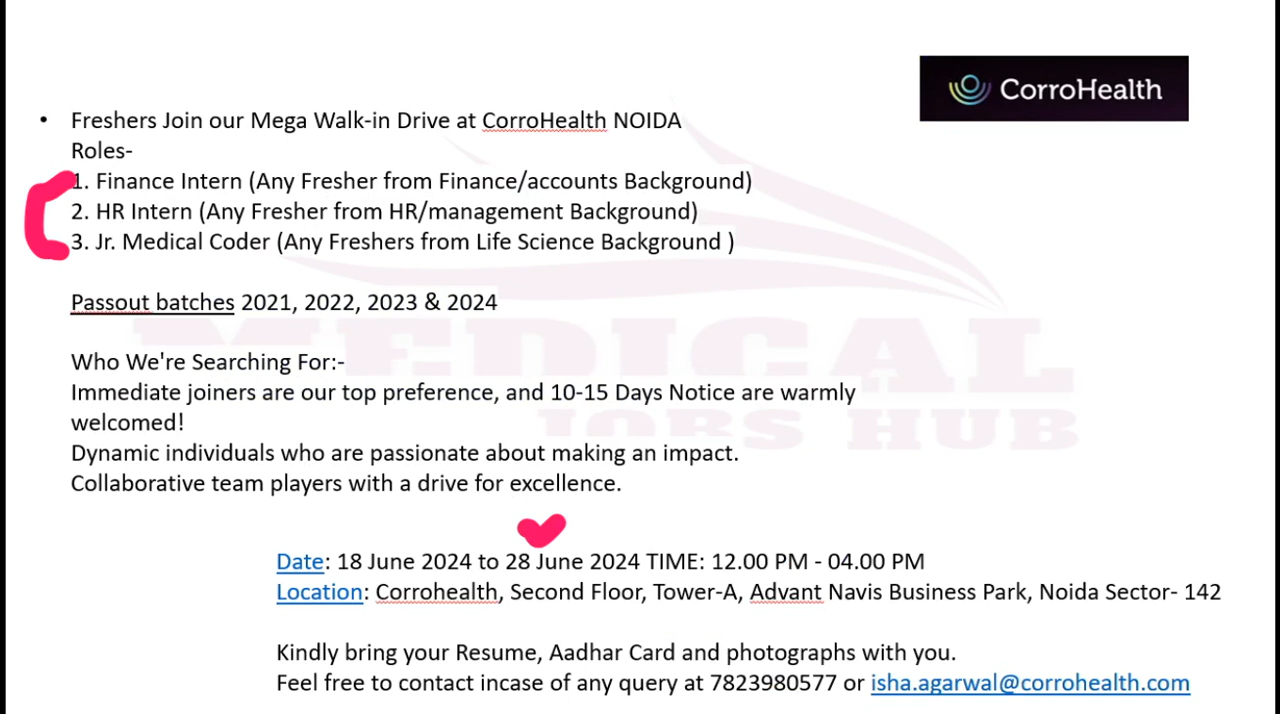 CorroHealth
• Freshers Join our Mega Walk-in Drive at CorroHealth NOIDA
Roles-
1. Finance Intern (Any Fresher from Finance/accounts Background)
2. HR Intern (Any Fresher from HR/management Background)
3. Jr. Medical Coder (Any Freshers from Life Science Background )
Passout batches 2021, 2022, 2023 & 2024
MEDICAL
JOBS HUB
Who We're Searching For:-
Immediate joiners are our top preference, and 10-15 Days Notice are warmly
welcomed!
Dynamic individuals who are passionate about making an impact.
Collaborative team players with a drive for excellence.
Date: 18 June 2024 to 28 June 2024 TIME: 12.00 PM - 04.00 PM
Location: Corrohealth, Second Floor, Tower-A, Advant Navis Business Park, Noida Sector- 142
Kindly bring your Resume, Aadhar Card and photographs with you.
Feel free to contact incase of any query at 7823980577 or isha.agarwal@corrohealth.com